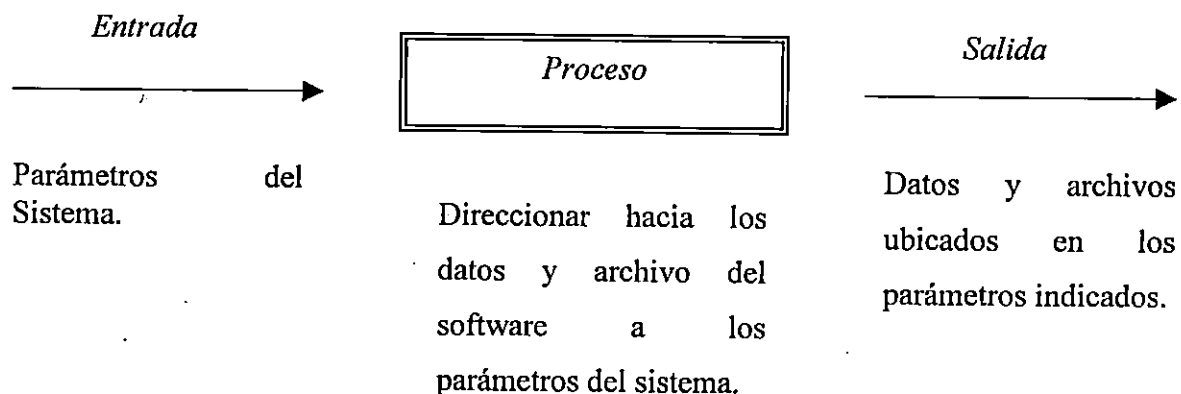 Entrada
Parámetros del
Sistema.
Proceso
Direccionar hacia los
datos y archivo del
software a los
parámetros del sistema.
Salida
Datos y archivos
ubicados en los
parámetros indicados.